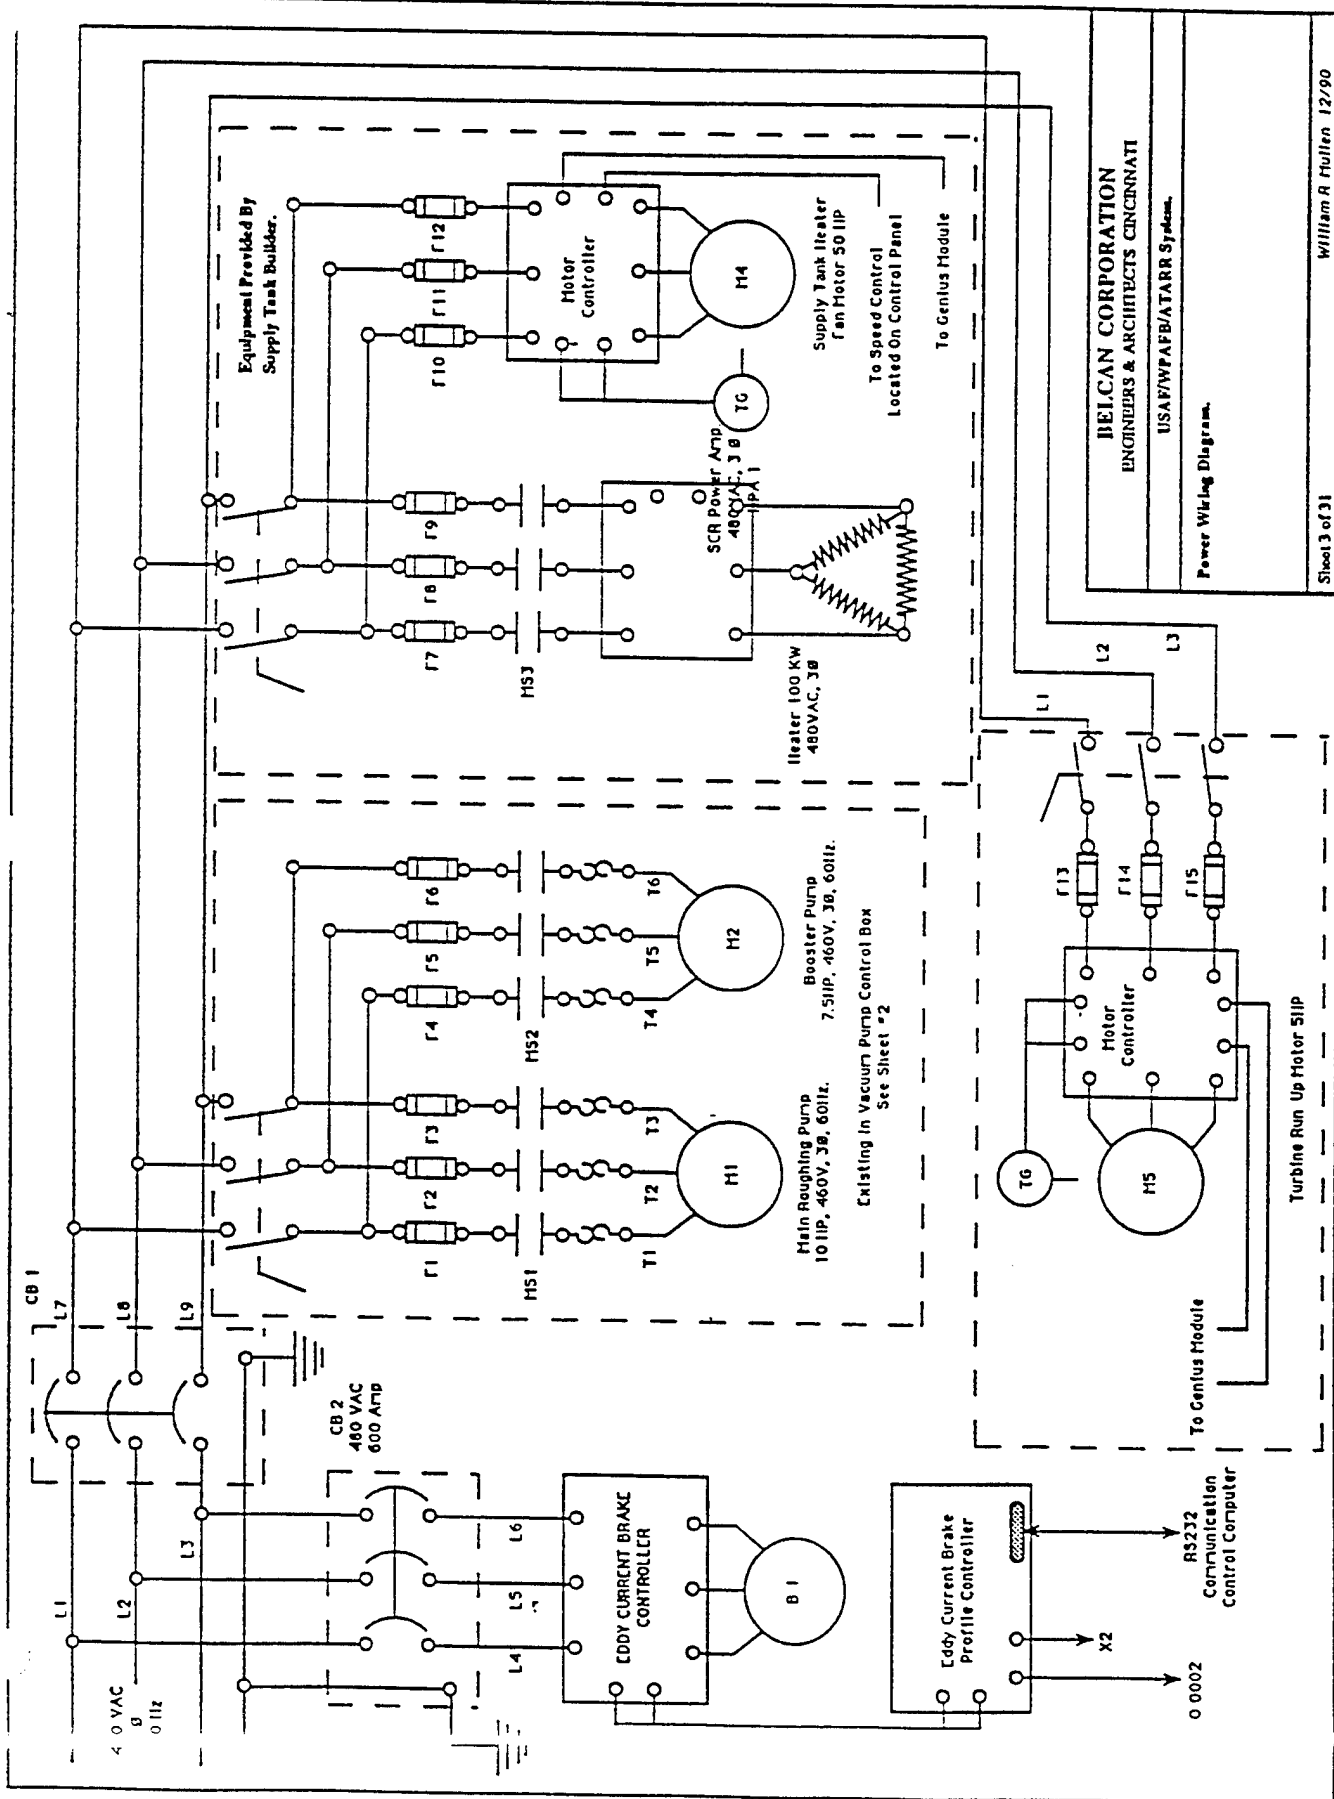 CB 1
L7
L8
L9
L1
L2
L3
CB 2
480 VAC
600 Amp
L4
L5
L6
EDDY CURRENT BRAKE
CONTROLLER
B 1
Eddy Current Brake
Profile Controller
0 0002
X2
RS232
Communication
Control Computer
F1
F2
F3
F4
F5
F6
MS1
MS2
T1
T2
T3
T4
T5
T6
M1
M2
Main Roughing Pump
10 HP, 460V, 3Ø, 60Hz.
Booster Pump
7.5HP, 460V, 3Ø, 60Hz.
Existing In Vacuum Pump Control Box
See Sheet #2
Equipment Provided By
Supply Tank Builder.
F7
F8
F9
F10
F11
F12
MS3
SCR Power Amp
480 VAC, 3 Ø
Heater 100 KW
480VAC, 3Ø
Motor
Controller
TG
M4
Supply Tank Heater
Fan Motor 50 HP
To Speed Control
Located On Control Panel
To Genius Module
L1
L2
L3
F13
F14
F15
Motor
Controller
TG
M5
To Genius Module
Turbine Run Up Motor 5HP
BELCAN CORPORATION
ENGINEERS & ARCHITECTS CINCINNATI
USAF/WPAFB/ATARR System.
Power Wiring Diagram.
Sheet 3 of 31
William R Mullen 12/90